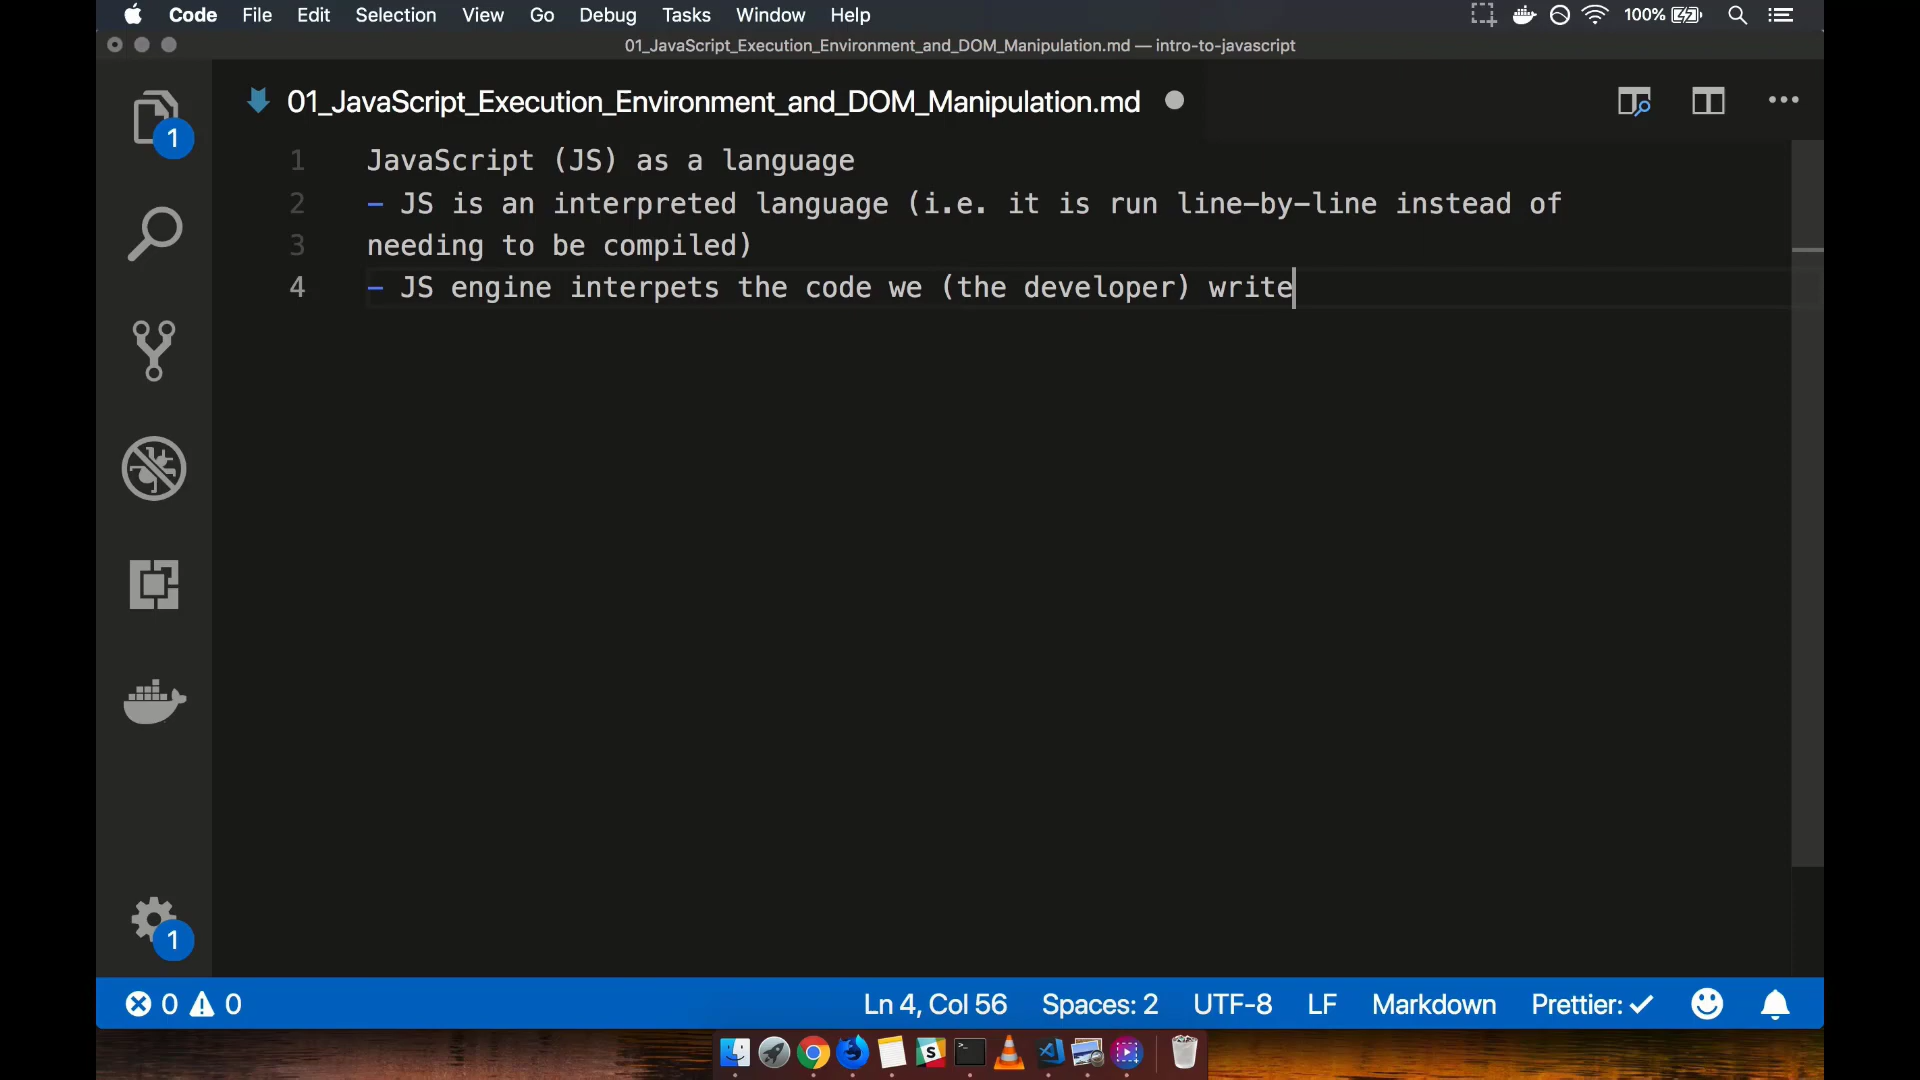 Code File Edit Selection View Go Debug Tasks Window Help 100%
01_JavaScript_Execution_Environment_and_DOM_Manipulation.md — intro-to-javascript
01_JavaScript_Execution_Environment_and_DOM_Manipulation.md
1
1 JavaScript (JS) as a language
2 - JS is an interpreted language (i.e. it is run line-by-line instead of
3 needing to be compiled)
4 - JS engine interpets the code we (the developer) write
1
0 0 Ln 4, Col 56 Spaces: 2 UTF-8 LF Markdown Prettier: ✓
S >_